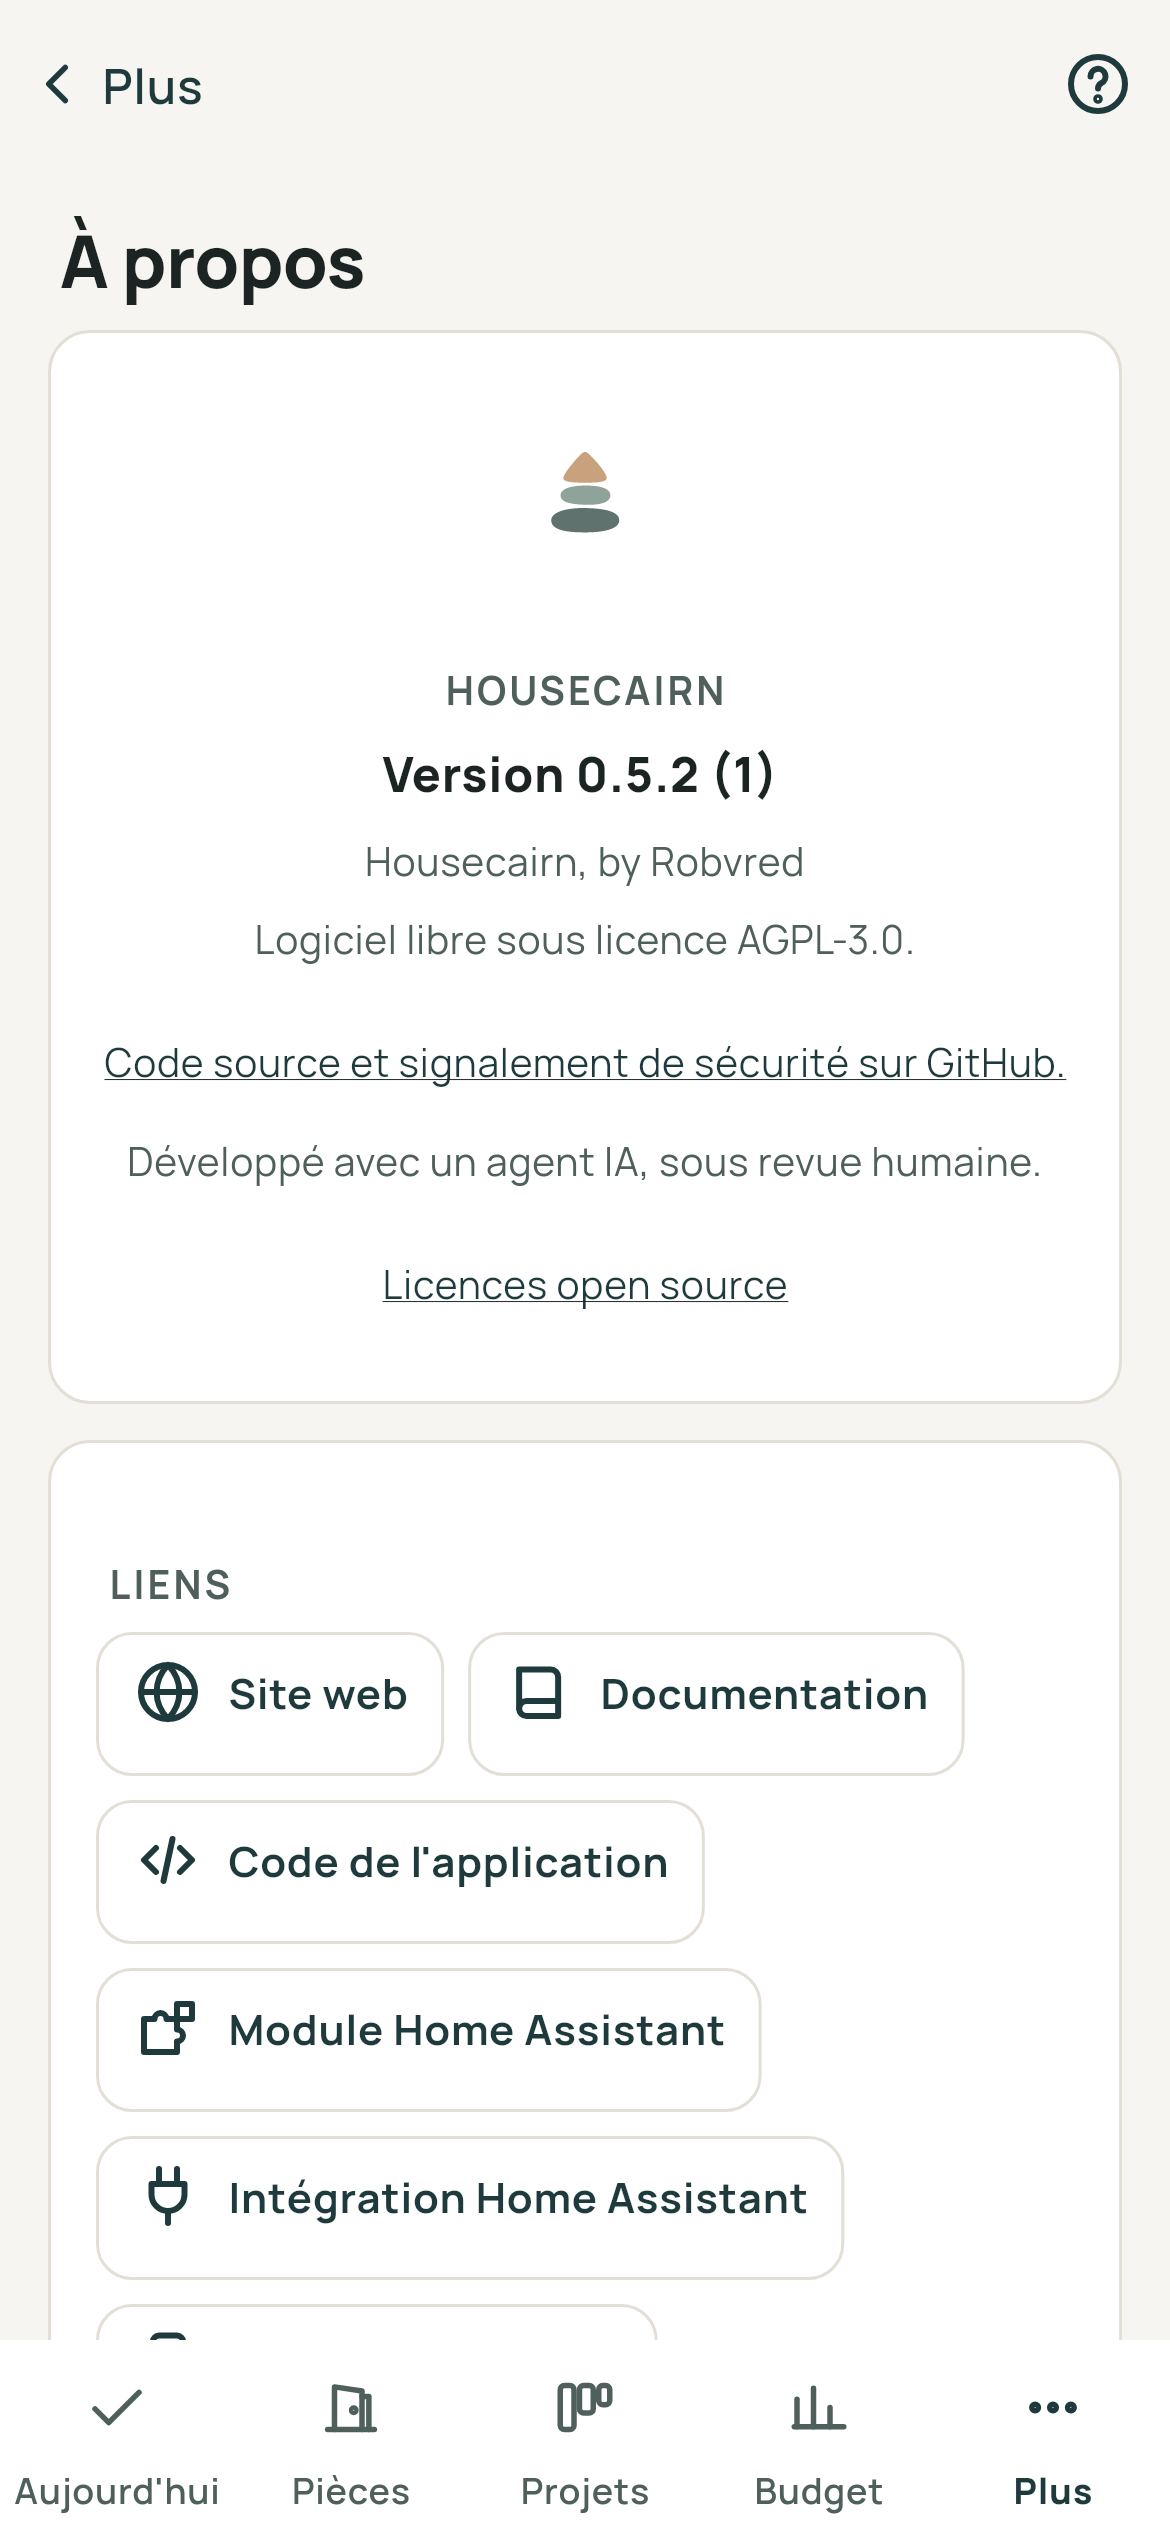 Plus
À propos
HOUSECAIRN
Version 0.5.2 (1)
Housecairn, by Robvred
Logiciel libre sous licence AGPL-3.0.
Code source et signalement de sécurité sur GitHub.
Développé avec un agent IA, sous revue humaine.
Licences open source
LIENS
Site web
Documentation
Code de l'application
Module Home Assistant
Intégration Home Assistant
Aujourd'hui
Pièces
Projets
Budget
Plus